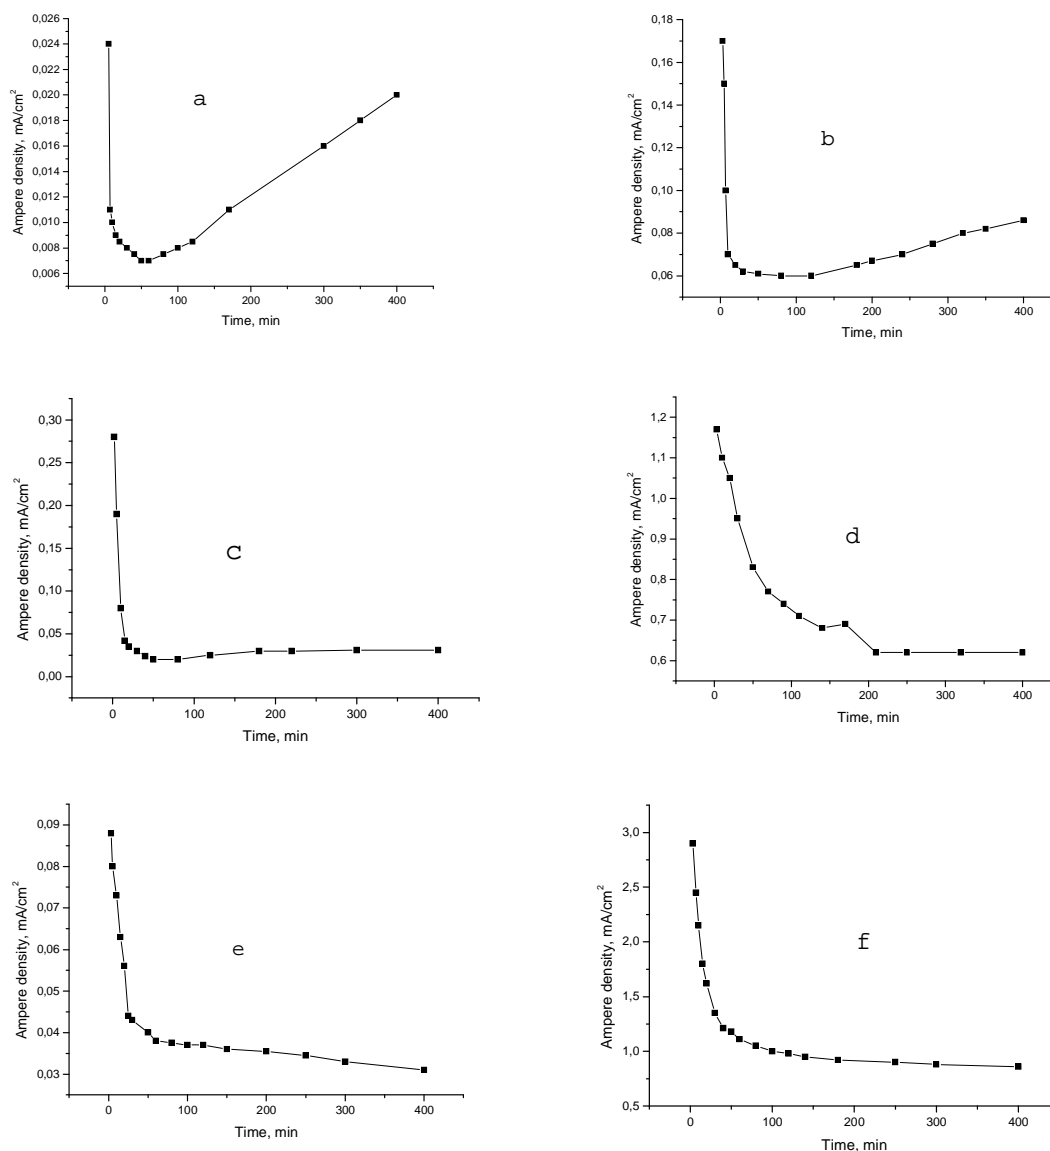 0,026
0,024
0,022
0,020
0,018
0,016
0,014
0,012
0,010
0,008
0,006
Ampere density, mA/cm²
a
0 100 200 300 400
Time, min
0,18
0,16
0,14
0,12
0,10
0,08
0,06
Ampere density, mA/cm²
b
0 100 200 300 400
Time, min
0,30
0,25
0,20
0,15
0,10
0,05
0,00
Ampere density, mA/cm²
c
0 100 200 300 400
Time, min
1,2
1,1
1,0
0,9
0,8
0,7
0,6
Ampere density, mA/cm²
d
0 100 200 300 400
Time, min
0,09
0,08
0,07
0,06
0,05
0,04
0,03
Ampere density, mA/cm²
e
0 100 200 300 400
Time, min
3,0
2,5
2,0
1,5
1,0
0,5
Ampere density, mA/cm²
f
0 100 200 300 400
Time, min